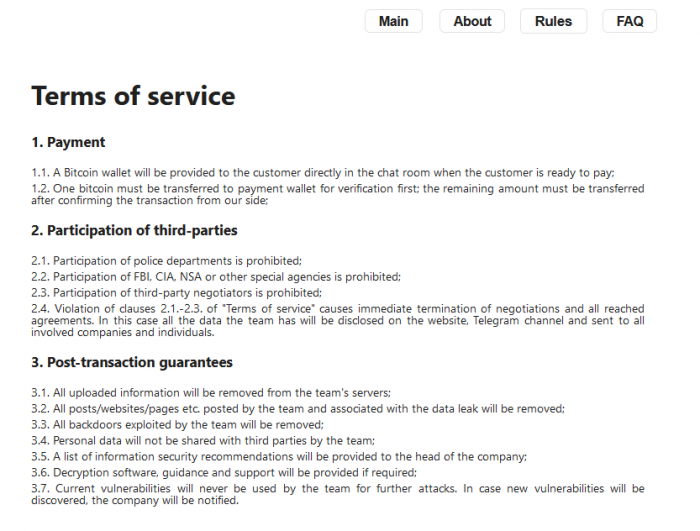 Main About Rules FAQ
Terms of service
1. Payment
1.1. A Bitcoin wallet will be provided to the customer directly in the chat room when the customer is ready to pay;
1.2. One bitcoin must be transferred to payment wallet for verification first; the remaining amount must be transferred
after confirming the transaction from our side;
2. Participation of third-parties
2.1. Participation of police departments is prohibited;
2.2. Participation of FBI, CIA, NSA or other special agencies is prohibited;
2.3. Participation of third-party negotiators is prohibited;
2.4. Violation of clauses 2.1.-2.3. of "Terms of service" causes immediate termination of negotiations and all reached
agreements. In this case all the data the team has will be disclosed on the website, Telegram channel and sent to all
involved companies and individuals.
3. Post-transaction guarantees
3.1. All uploaded information will be removed from the team's servers;
3.2. All posts/websites/pages etc. posted by the team and associated with the data leak will be removed;
3.3. All backdoors exploited by the team will be removed;
3.4. Personal data will not be shared with third parties by the team;
3.5. A list of information security recommendations will be provided to the head of the company;
3.6. Decryption software, guidance and support will be provided if required;
3.7. Current vulnerabilities will never be used by the team for further attacks. In case new vulnerabilities will be
discovered, the company will be notified.